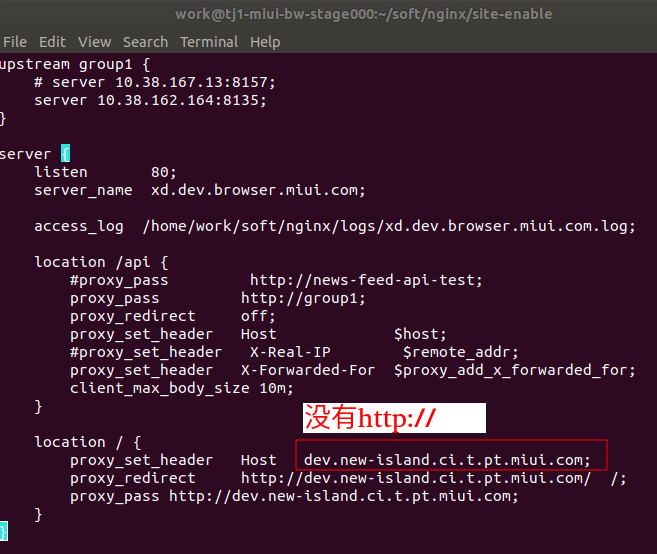 work@tj1-miui-bw-stage000:~/soft/nginx/site-enable
File Edit View Search Terminal Help
upstream group1 {
# server 10.38.167.13:8157;
server 10.38.162.164:8135;
}
server {
listen 80;
server_name xd.dev.browser.miui.com;
access_log /home/work/soft/nginx/logs/xd.dev.browser.miui.com.log;
location /api {
#proxy_pass http://news-feed-api-test;
proxy_pass http://group1;
proxy_redirect off;
proxy_set_header Host $host;
#proxy_set_header X-Real-IP $remote_addr;
proxy_set_header X-Forwarded-For $proxy_add_x_forwarded_for;
client_max_body_size 10m;
}
没有http://
location / {
proxy_set_header Host dev.new-island.ci.t.pt.miui.com;
proxy_redirect http://dev.new-island.ci.t.pt.miui.com/ /;
proxy_pass http://dev.new-island.ci.t.pt.miui.com;
}
}